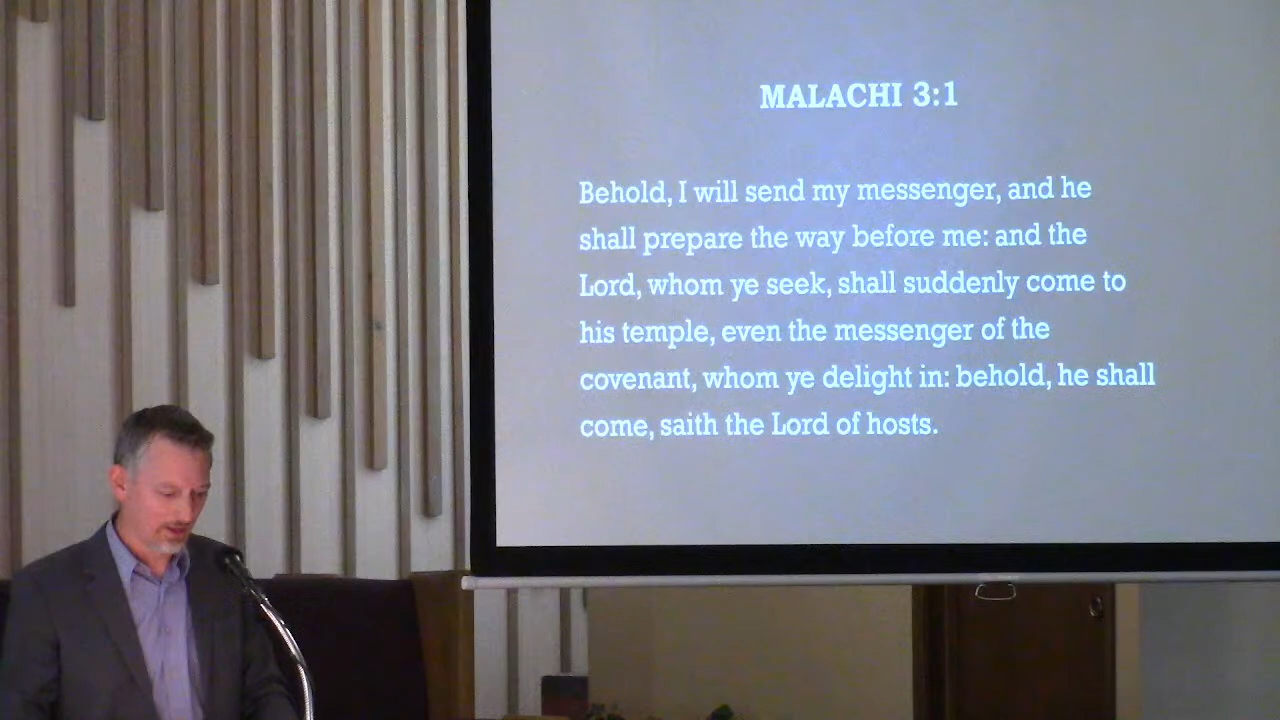 MALACHI 3:1
Behold, I will send my messenger, and he
shall prepare the way before me: and the
Lord, whom ye seek, shall suddenly come to
his temple, even the messenger of the
covenant, whom ye delight in: behold, he shall
come, saith the Lord of hosts.